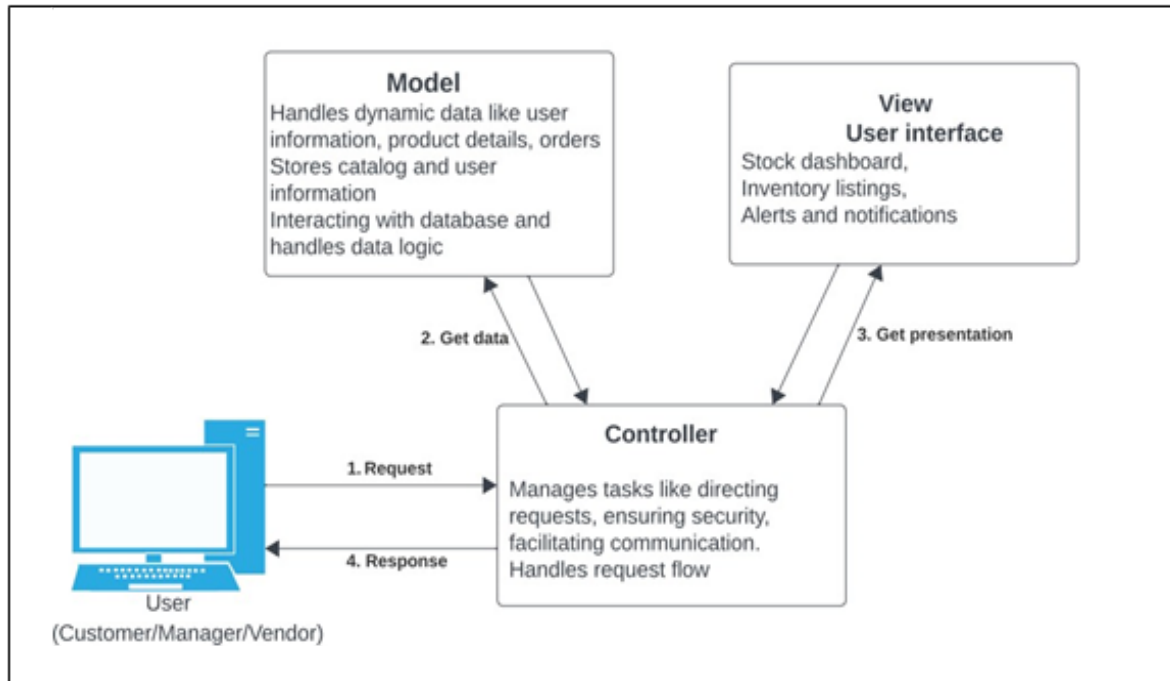 Model
Handles dynamic data like user
information, product details, orders
Stores catalog and user
information
Interacting with database and
handles data logic
View
User interface
Stock dashboard,
Inventory listings,
Alerts and notifications
2. Get data
3. Get presentation
Controller
Manages tasks like directing
requests, ensuring security,
facilitating communication.
Handles request flow
1. Request
4. Response
User
(Customer/Manager/Vendor)